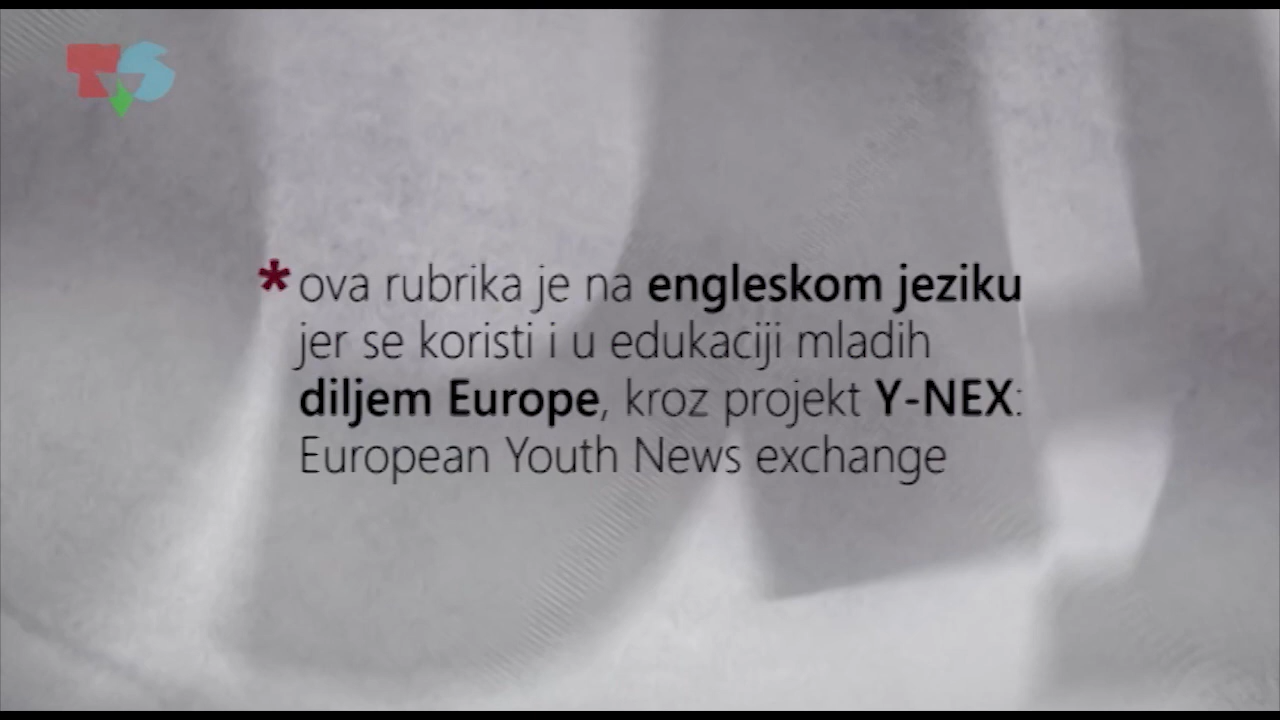 TS
* ova rubrika je na engleskom jeziku
jer se koristi i u edukaciji mladih
diljem Europe, kroz projekt Y-NEX:
European Youth News exchange